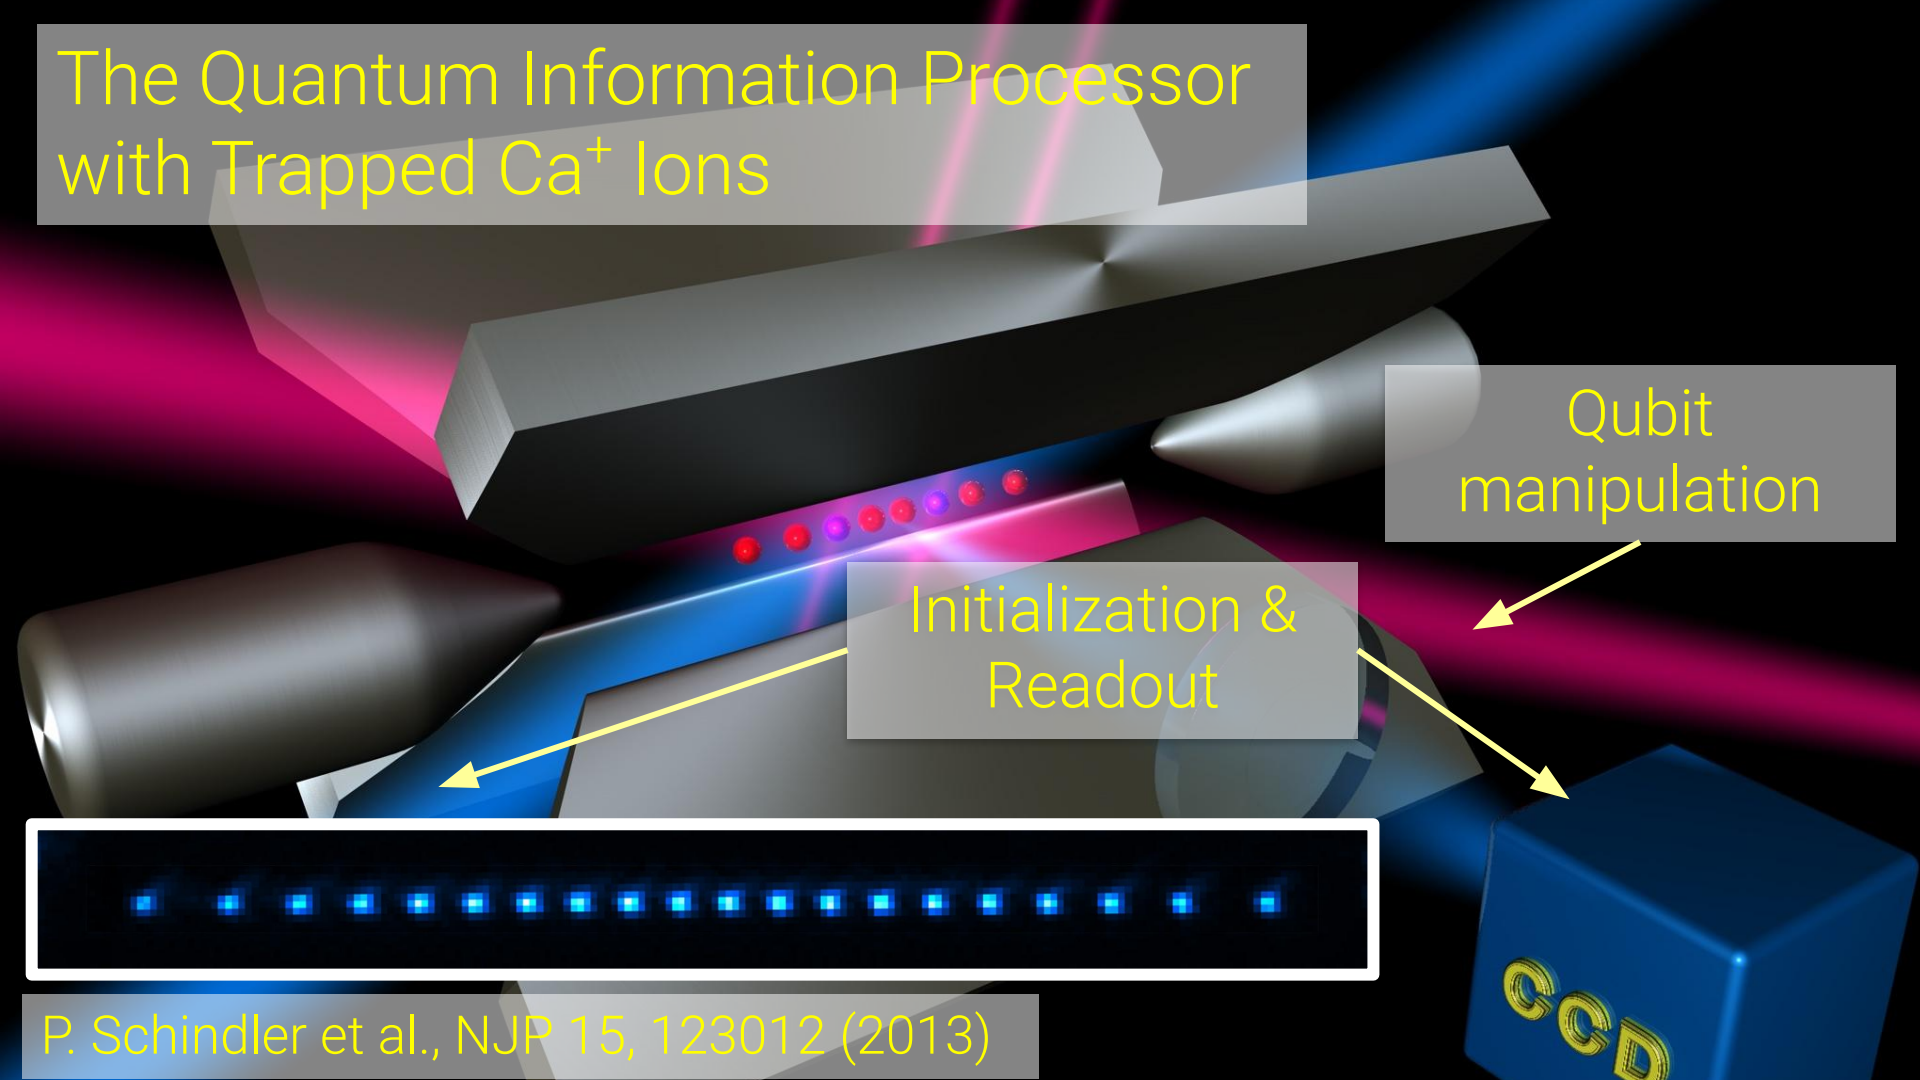 The Quantum Information Processor
with Trapped Ca⁺ Ions
Qubit
manipulation
Initialization &
Readout
CCD
P. Schindler et al., NJP 15, 123012 (2013)